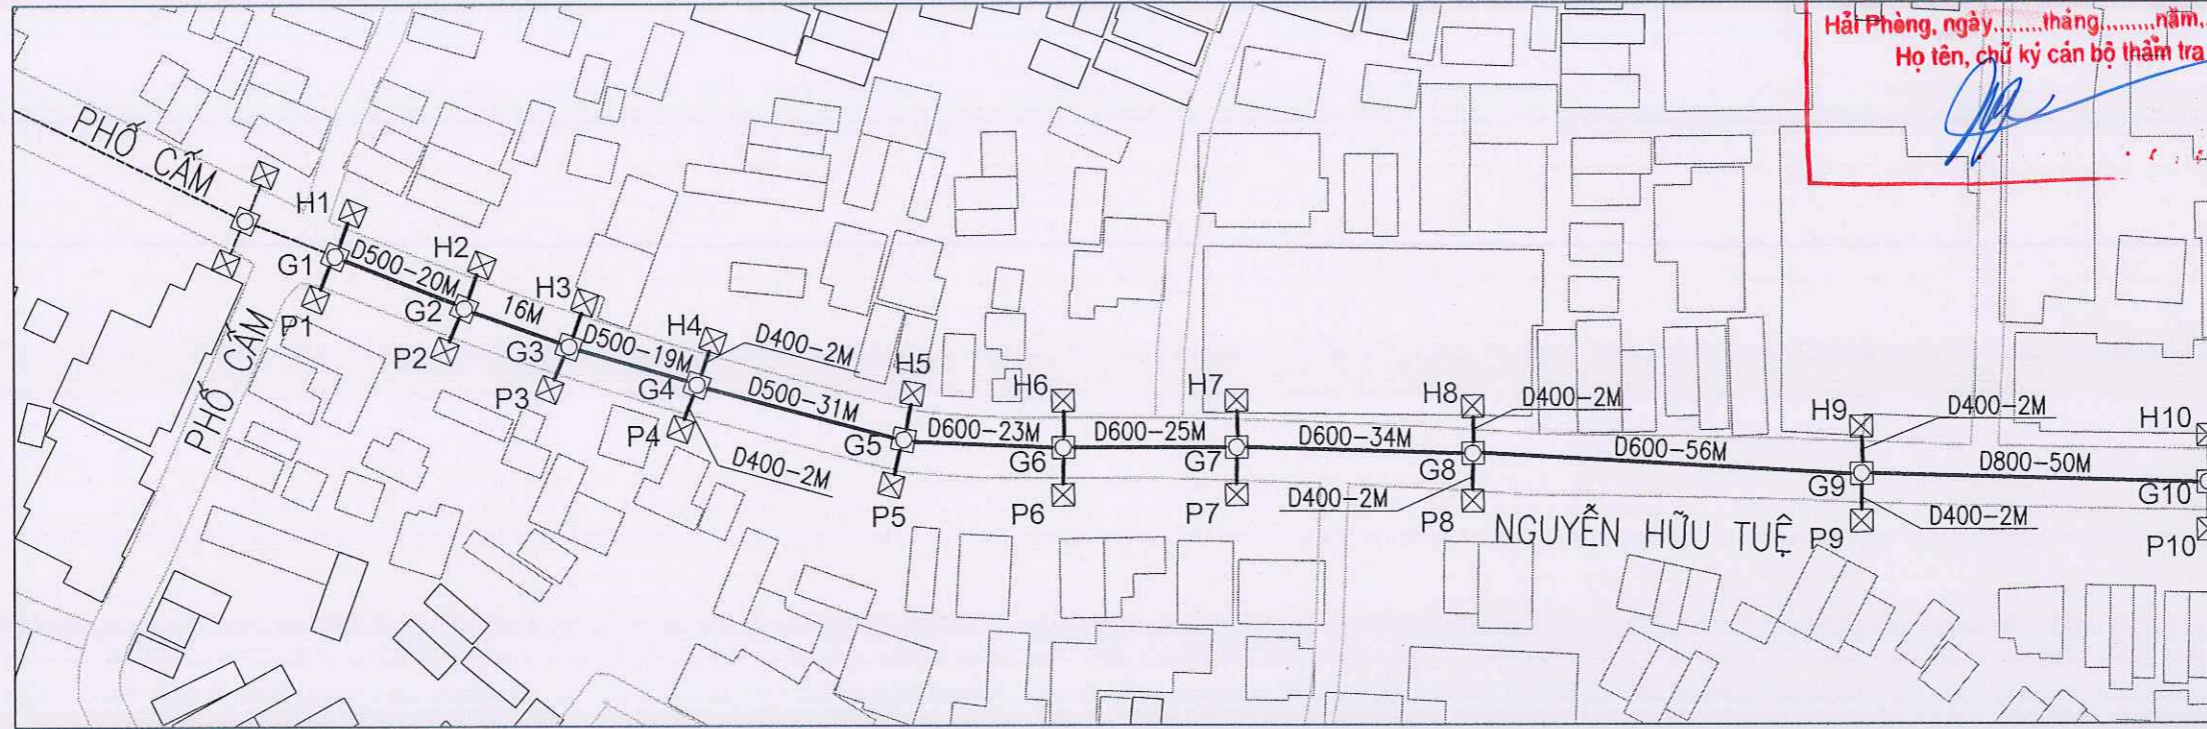 Hải Phòng, ngày........tháng.........năm.
Họ tên, chữ ký cán bộ thẩm tra
PHỐ CẤM
H1
G1
P1
D500-20M
H2
G2
P2
16M
H3
G3
P3
D500-19M
H4
G4
P4
D400-2M
D400-2M
D500-31M
H5
G5
P5
D600-23M
H6
G6
P6
D600-25M
H7
G7
P7
D600-34M
H8
G8
P8
D400-2M
D400-2M
D600-56M
H9
G9
P9
D400-2M
D400-2M
D800-50M
H10
G10
P10
PHỐ CẤM
NGUYỄN HỮU TUỆ